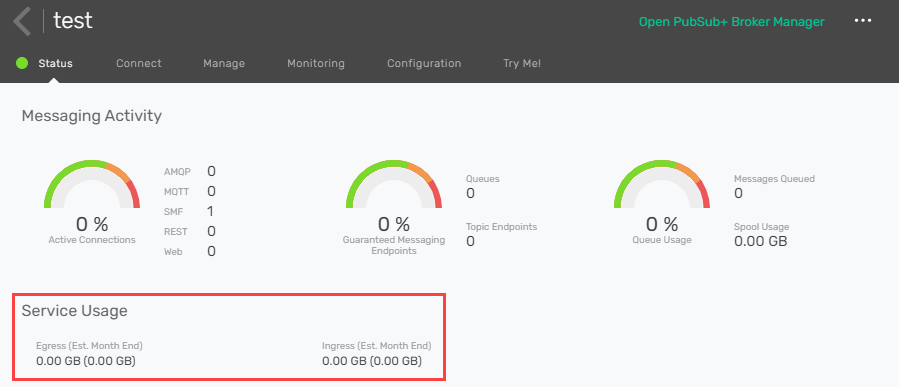 test
Open PubSub+ Broker Manager
Status Connect Manage Monitoring Configuration Try Me!
Messaging Activity
0 %
Active Connections
AMQP 0
MQTT 0
SMF 1
REST 0
Web 0
0 %
Guaranteed Messaging
Endpoints
Queues
0
Topic Endpoints
0
0 %
Queue Usage
Messages Queued
0
Spool Usage
0.00 GB
Service Usage
Egress (Est. Month End)
0.00 GB (0.00 GB)
Ingress (Est. Month End)
0.00 GB (0.00 GB)